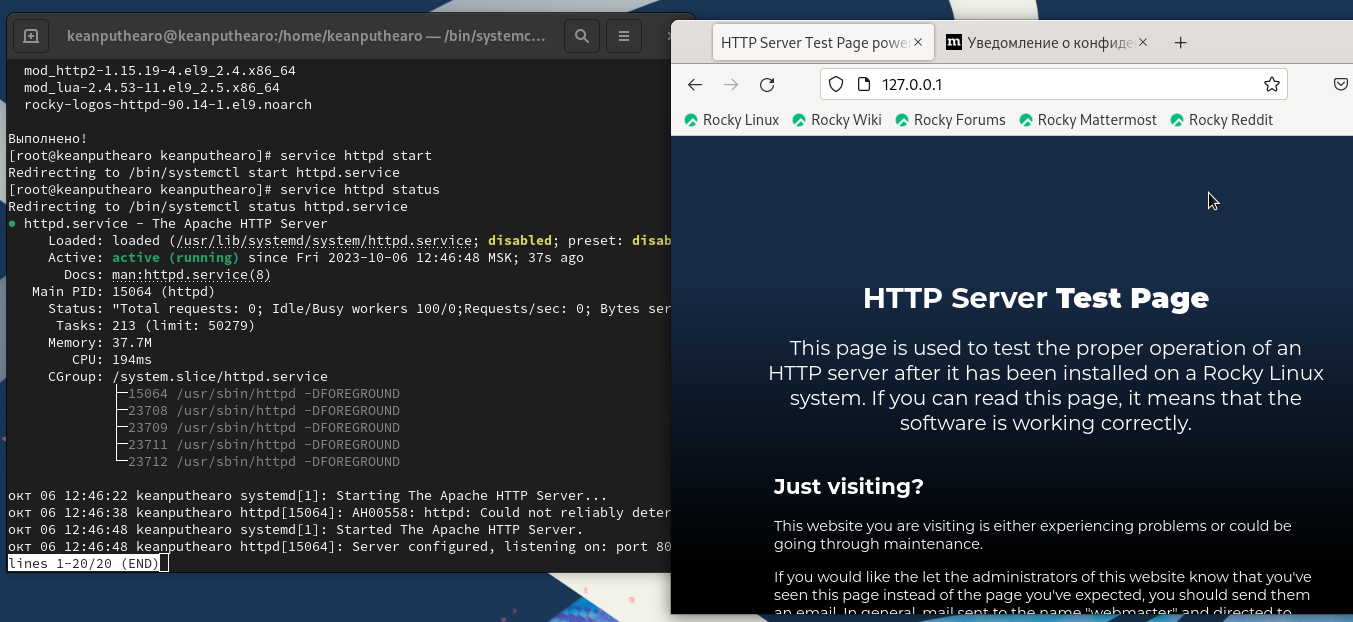 keanputhearo@keanputhearo:/home/keanputhearo — /bin/systemc...
mod_http2-1.15.19-4.el9_2.4.x86_64
mod_lua-2.4.53-11.el9_2.5.x86_64
rocky-logos-httpd-90.14-1.el9.noarch
Выполнено!
[root@keanputhearo keanputhearo]# service httpd start
Redirecting to /bin/systemctl start httpd.service
[root@keanputhearo keanputhearo]# service httpd status
Redirecting to /bin/systemctl status httpd.service
● httpd.service - The Apache HTTP Server
Loaded: loaded (/usr/lib/systemd/system/httpd.service; disabled; preset: disab
Active: active (running) since Fri 2023-10-06 12:46:48 MSK; 37s ago
Docs: man:httpd.service(8)
Main PID: 15064 (httpd)
Status: "Total requests: 0; Idle/Busy workers 100/0;Requests/sec: 0; Bytes ser
Tasks: 213 (limit: 50279)
Memory: 37.7M
CPU: 194ms
CGroup: /system.slice/httpd.service
├─15064 /usr/sbin/httpd -DFOREGROUND
├─23708 /usr/sbin/httpd -DFOREGROUND
├─23709 /usr/sbin/httpd -DFOREGROUND
├─23711 /usr/sbin/httpd -DFOREGROUND
└─23712 /usr/sbin/httpd -DFOREGROUND
окт 06 12:46:22 keanputhearo systemd[1]: Starting The Apache HTTP Server...
окт 06 12:46:38 keanputhearo httpd[15064]: AH00558: httpd: Could not reliably deter
окт 06 12:46:48 keanputhearo systemd[1]: Started The Apache HTTP Server.
окт 06 12:46:48 keanputhearo httpd[15064]: Server configured, listening on: port 80
lines 1-20/20 (END)
HTTP Server Test Page powe
m Уведомление о конфиде
127.0.0.1
Rocky Linux Rocky Wiki Rocky Forums Rocky Mattermost Rocky Reddit
HTTP Server Test Page
This page is used to test the proper operation of an
HTTP server after it has been installed on a Rocky Linux
system. If you can read this page, it means that the
software is working correctly.
Just visiting?
This website you are visiting is either experiencing problems or could be
going through maintenance.
If you would like the let the administrators of this website know that you've
seen this page instead of the page you've expected, you should send them
an email. In general, mail sent to the name "webmaster" and directed to